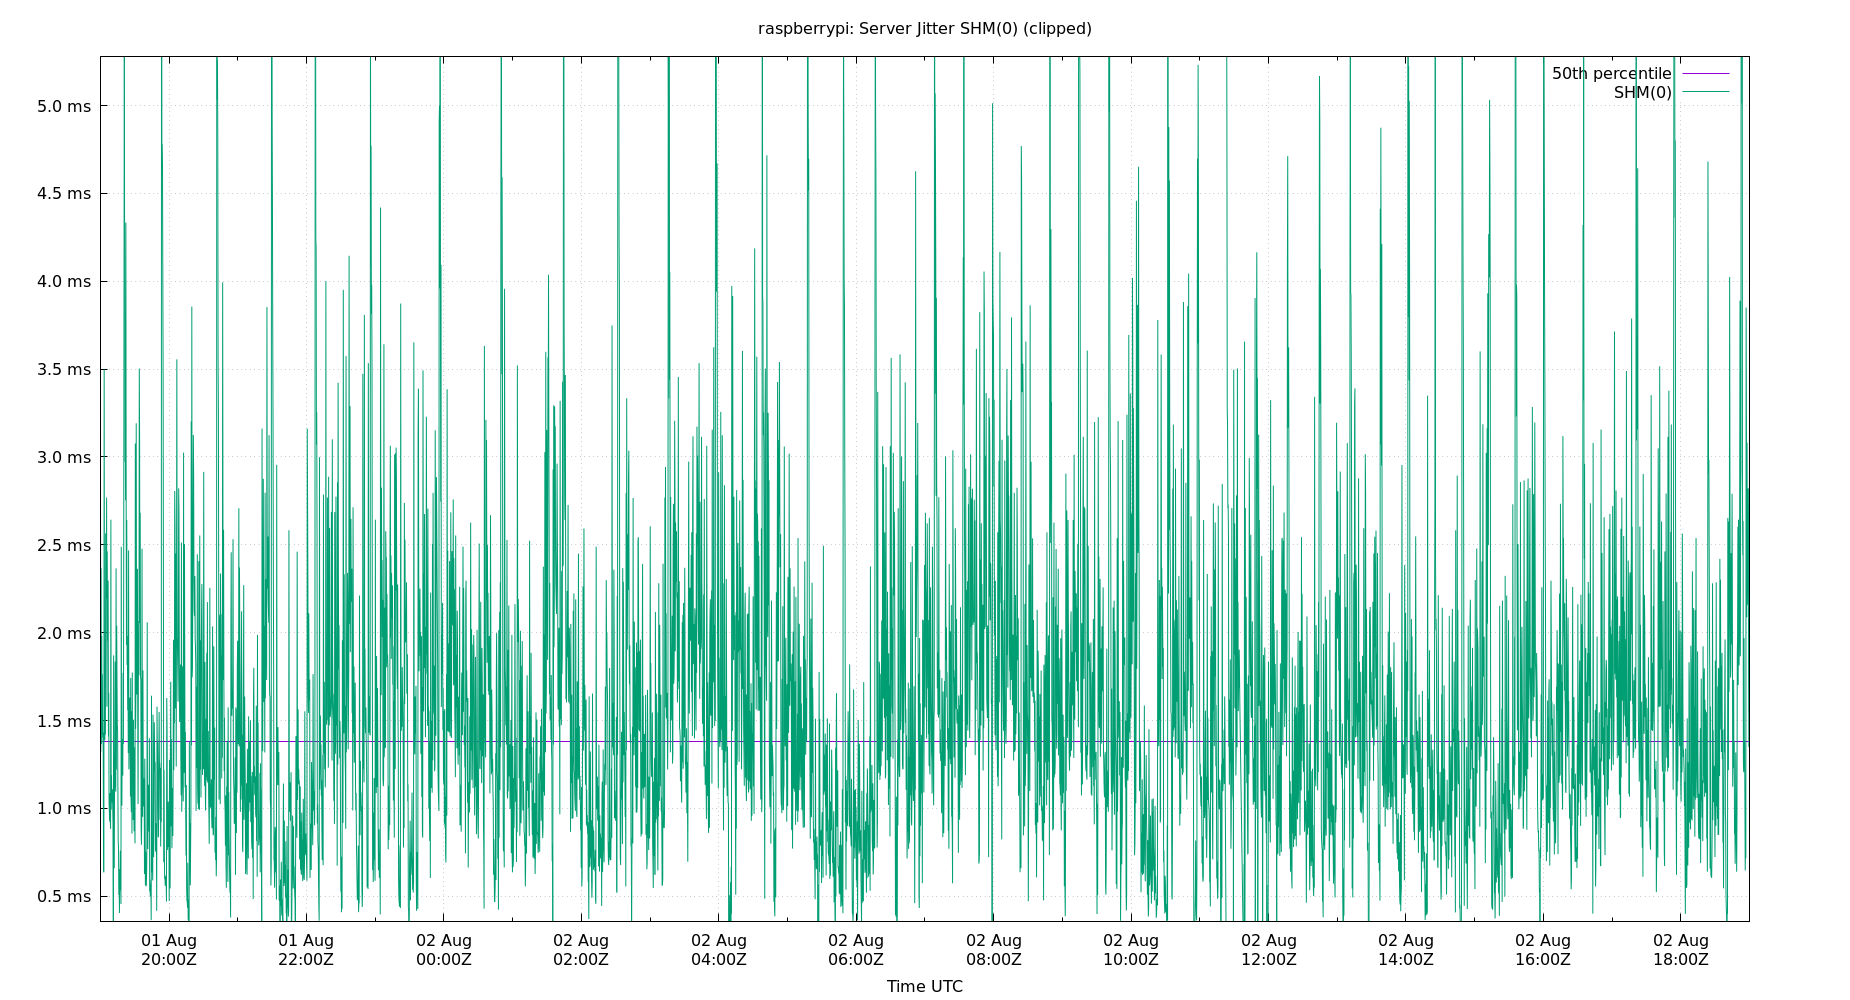 raspberrypi: Server Jitter SHM(0) (clipped)
50th percentile
SHM(0)
5.0 ms
4.5 ms
4.0 ms
3.5 ms
3.0 ms
2.5 ms
2.0 ms
1.5 ms
1.0 ms
0.5 ms
01 Aug 01 Aug 02 Aug 02 Aug 02 Aug 02 Aug 02 Aug 02 Aug 02 Aug 02 Aug 02 Aug 02 Aug
20:00Z 22:00Z 00:00Z 02:00Z 04:00Z 06:00Z 08:00Z 10:00Z 12:00Z 14:00Z 16:00Z 18:00Z
Time UTC